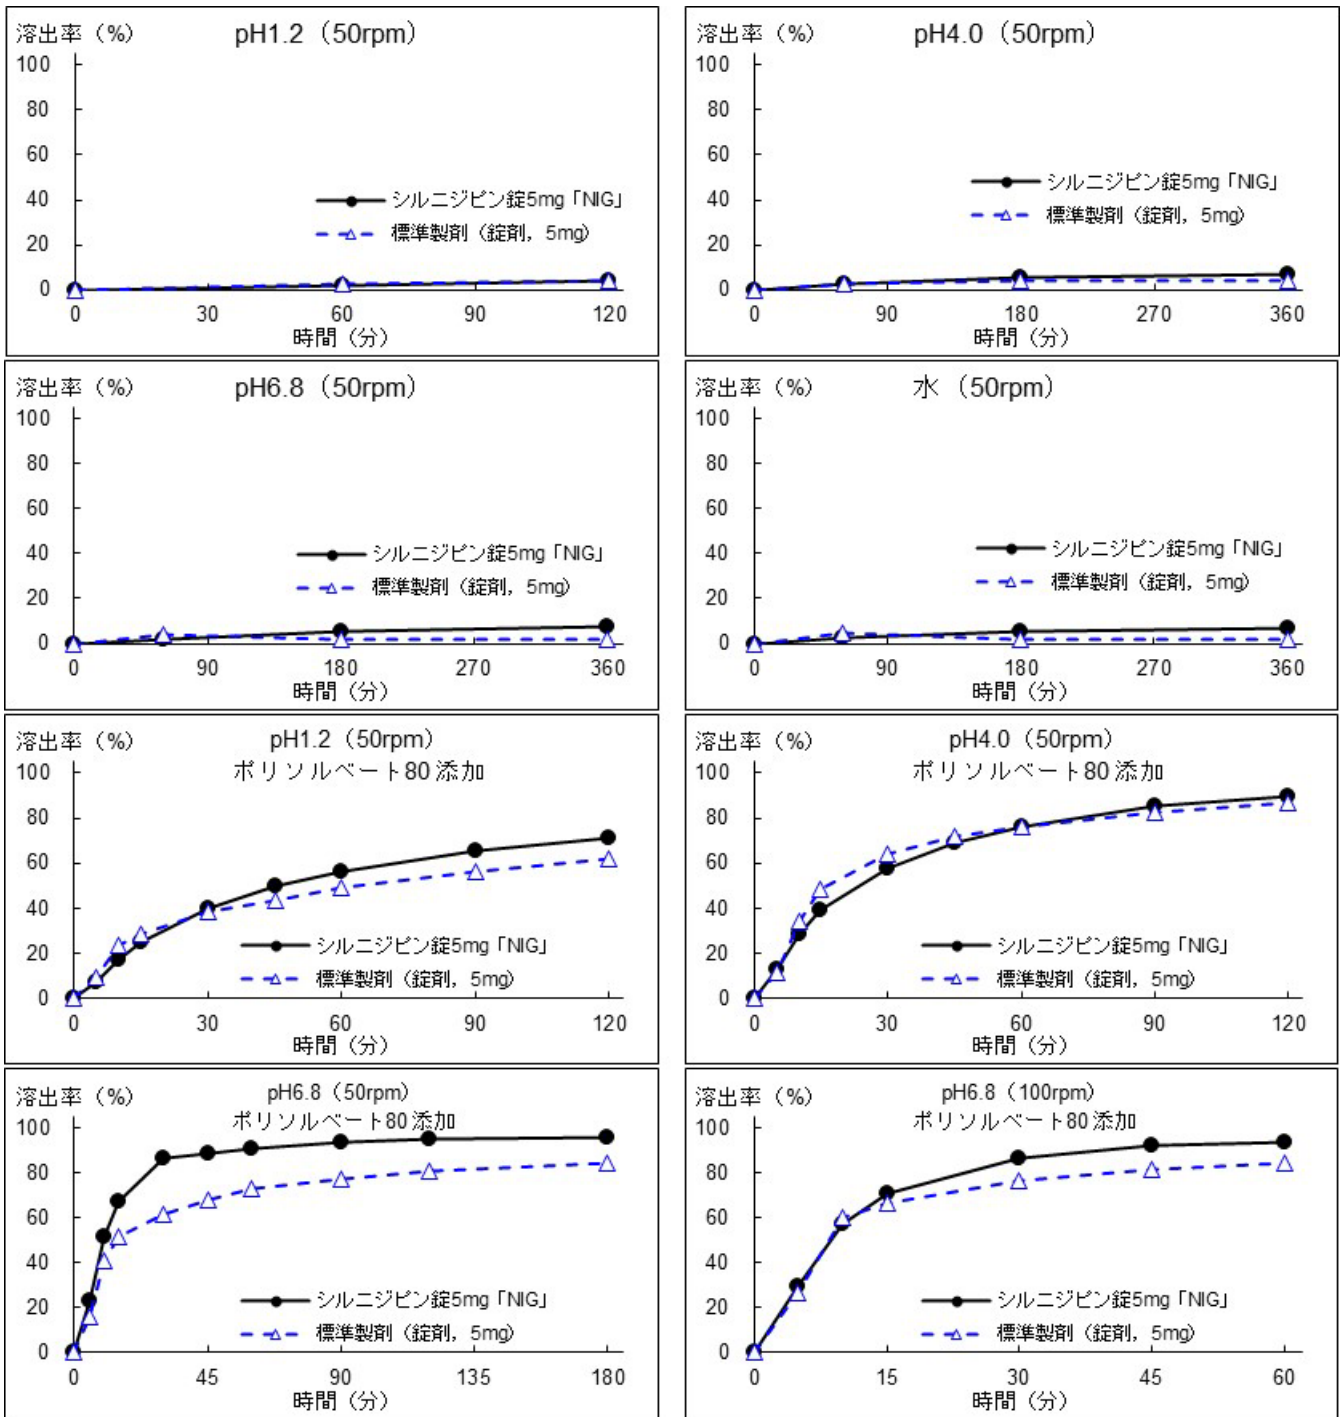 溶出率（%） pH1.2（50rpm）
100
80
60
40
シルニジピン錠5mg「NIG」
標準製剤（錠剤，5mg）
20
0
0 30 60 90 120
時間（分）
溶出率（%） pH4.0（50rpm）
100
80
60
シルニジピン錠5mg「NIG」
40
標準製剤（錠剤，5mg）
20
0
0 90 180 270 360
時間（分）
溶出率（%） pH6.8（50rpm）
100
80
60
40
シルニジピン錠5mg「NIG」
標準製剤（錠剤，5mg）
20
0
0 90 180 270 360
時間（分）
溶出率（%） 水（50rpm）
100
80
60
シルニジピン錠5mg「NIG」
40
標準製剤（錠剤，5mg）
20
0
0 90 180 270 360
時間（分）
溶出率（%） pH1.2（50rpm）
ポリソルベート80添加
100
80
60
40
20
シルニジピン錠5mg「NIG」
標準製剤（錠剤，5mg）
0
0 30 60 90 120
時間（分）
溶出率（%） pH4.0（50rpm）
ポリソルベート80添加
100
80
60
40
20
シルニジピン錠5mg「NIG」
標準製剤（錠剤，5mg）
0
0 30 60 90 120
時間（分）
溶出率（%） pH6.8（50rpm）
ポリソルベート80添加
100
80
60
40
20
シルニジピン錠5mg「NIG」
標準製剤（錠剤，5mg）
0
0 45 90 135 180
時間（分）
溶出率（%） pH6.8（100rpm）
ポリソルベート80添加
100
80
60
40
20
シルニジピン錠5mg「NIG」
標準製剤（錠剤，5mg）
0
0 15 30 45 60
時間（分）